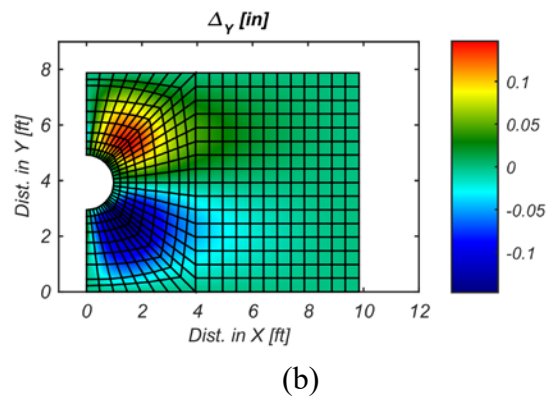 Δ_Y [in]
8
6
4
2
0
Dist. in Y [ft]
0 2 4 6 8 10 12
Dist. in X [ft]
0.1
0.05
0
-0.05
-0.1
(b)